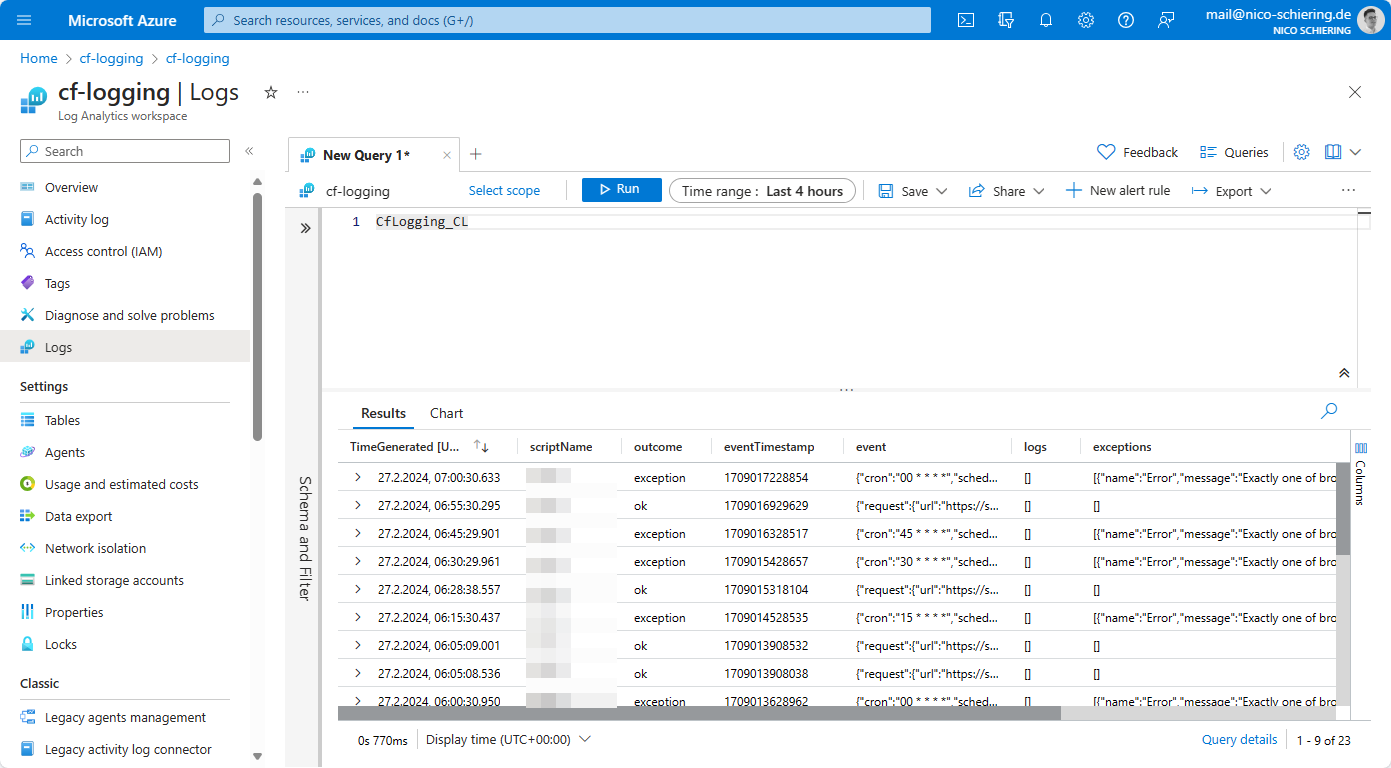 Microsoft Azure
Search resources, services, and docs (G+/)
mail@nico-schiering.de
NICO SCHIERING
Home > cf-logging > cf-logging
cf-logging | Logs
Log Analytics workspace
Search
Overview
Activity log
Access control (IAM)
Tags
Diagnose and solve problems
Logs
Settings
Tables
Agents
Usage and estimated costs
Data export
Network isolation
Linked storage accounts
Properties
Locks
Classic
Legacy agents management
Legacy activity log connector
New Query 1*
Feedback
Queries
cf-logging
Select scope
Run
Time range : Last 4 hours
Save
Share
New alert rule
Export
1 CfLogging_CL
Schema and Filter
Results Chart
TimeGenerated [U... scriptName outcome eventTimestamp event logs exceptions
27.2.2024, 07:00:30.633 exception 1709017228854 {"cron":"00 * * * *","sched... [] [{"name":"Error","message":"Exactly one of bro
27.2.2024, 06:55:30.295 ok 1709016929629 {"request":{"url":"https://s... [] []
27.2.2024, 06:45:29.901 exception 1709016328517 {"cron":"45 * * * *","sched... [] [{"name":"Error","message":"Exactly one of bro
27.2.2024, 06:30:29.961 exception 1709015428657 {"cron":"30 * * * *","sched... [] [{"name":"Error","message":"Exactly one of bro
27.2.2024, 06:28:38.557 ok 1709015318104 {"request":{"url":"https://s... [] []
27.2.2024, 06:15:30.437 exception 1709014528535 {"cron":"15 * * * *","sched... [] [{"name":"Error","message":"Exactly one of bro
27.2.2024, 06:05:09.001 ok 1709013908532 {"request":{"url":"https://s... [] []
27.2.2024, 06:05:08.536 ok 1709013908038 {"request":{"url":"https://s... [] []
27.2.2024, 06:00:30.950 exception 1709013628962 {"cron":"00 * * * *","sched... [] [{"name":"Error","message":"Exactly one of bro
Columns
0s 770ms
Display time (UTC+00:00)
Query details
1 - 9 of 23